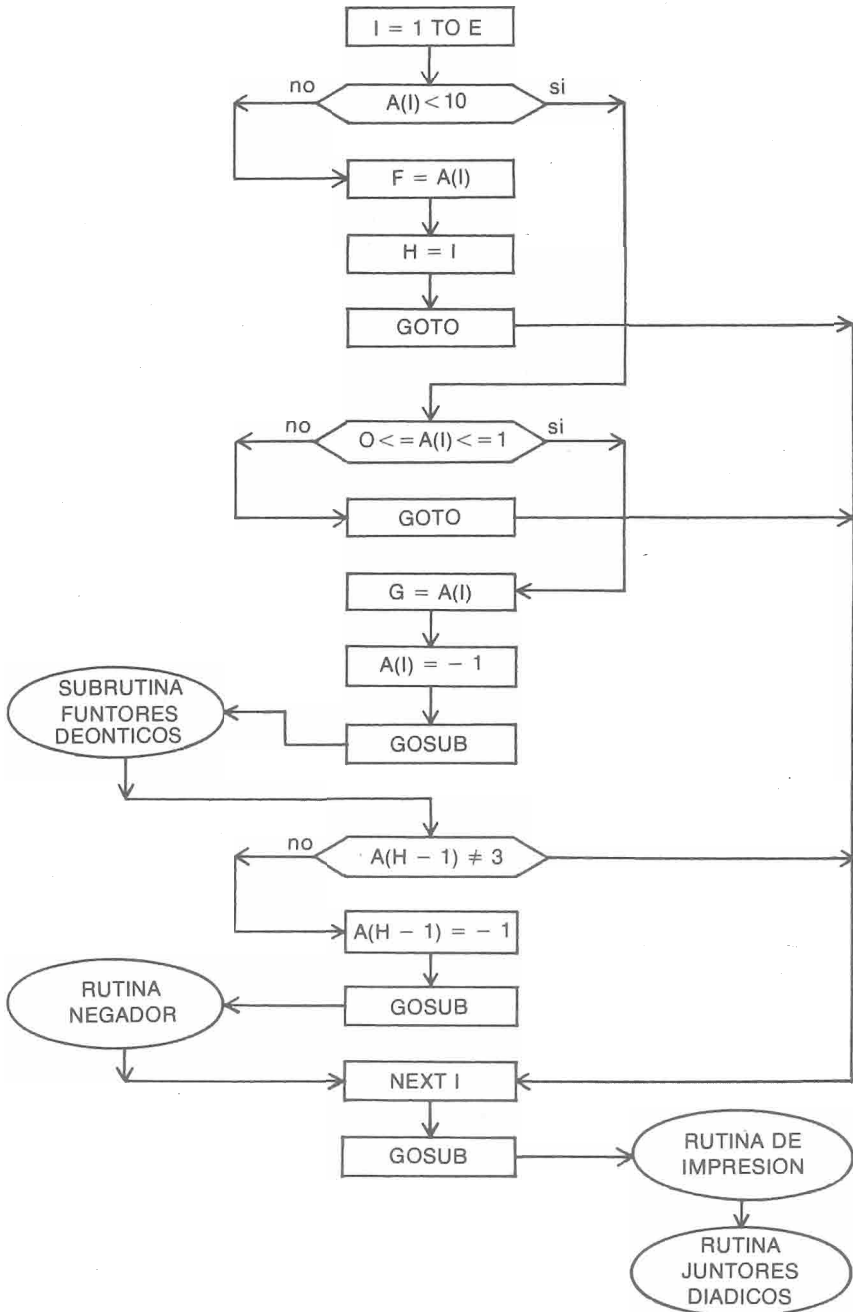 I = 1 TO E
no
A(I) < 10
si
F = A(I)
H = I
GOTO
no
O < = A(I) < = 1
si
GOTO
G = A(I)
A(I) = - 1
SUBRUTINA
FUNTORES
DEONTICOS
GOSUB
no
A(H - 1) ≠ 3
A(H - 1) = - 1
RUTINA
NEGADOR
GOSUB
NEXT I
GOSUB
RUTINA DE
IMPRESION
RUTINA
JUNTORES
DIADICOS